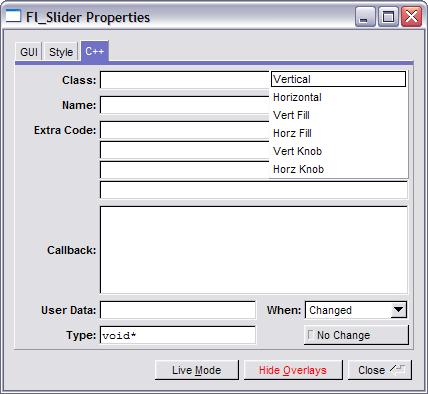 Fl_Slider Properties
GUI Style C++
Class:
Vertical
Name:
Horizontal
Vert Fill
Extra Code:
Horz Fill
Vert Knob
Horz Knob
Callback:
User Data:
When: Changed
Type: void*
No Change
Live Mode
Hide Overlays
Close